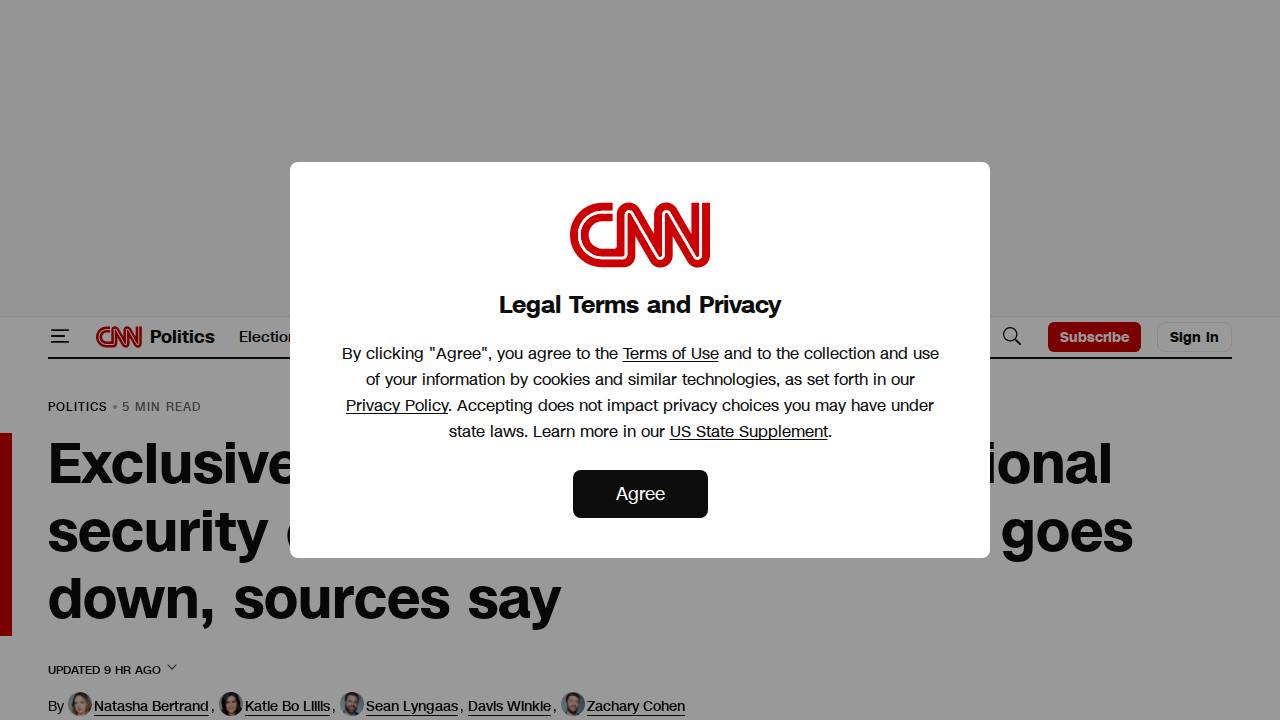 CNN
Legal Terms and Privacy
By clicking "Agree", you agree to the Terms of Use and to the collection and use
of your information by cookies and similar technologies, as set forth in our
Privacy Policy. Accepting does not impact privacy choices you may have under
state laws. Learn more in our US State Supplement.
Agree
CNN Politics Subscribe Sign in
POLITICS • 5 MIN READ
Exclusive
security goes
down, sources say
UPDATED 9 HR AGO
By Natasha Bertrand, Katie Bo Lillis, Sean Lyngaas, Davis Winkie, Zachary Cohen